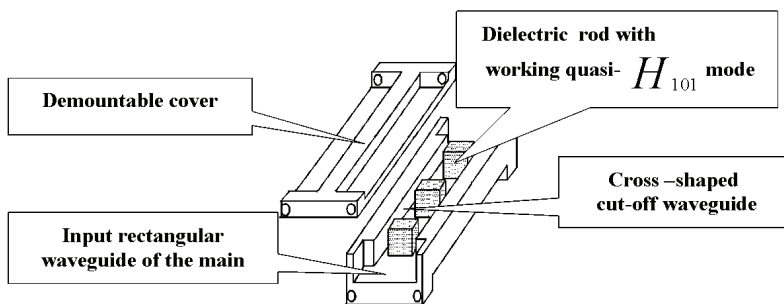 Dielectric rod with
working quasi- H 101 mode
Demountable cover
Cross –shaped
cut-off waveguide
Input rectangular
waveguide of the main